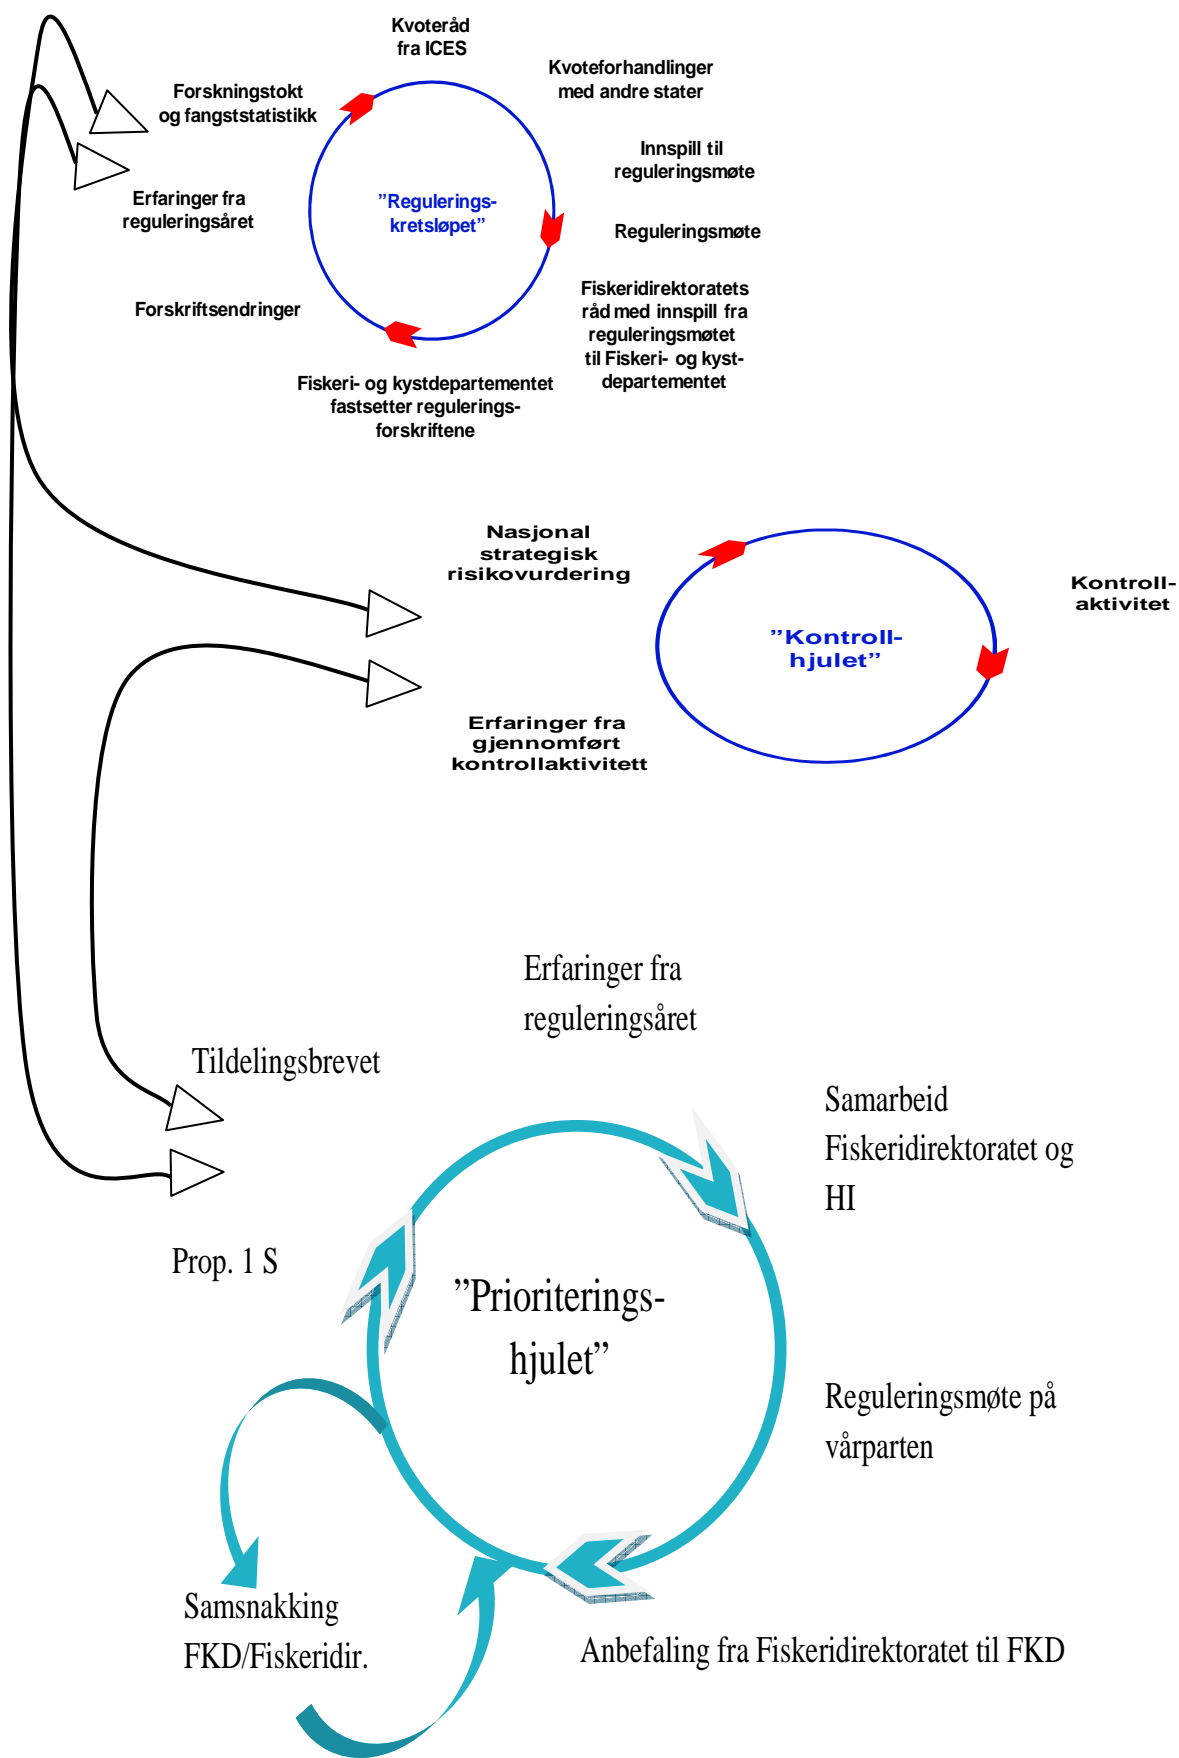 Kvoteråd
fra ICES
Kvoteforhandlinger
med andre stater
Forskningstokt
og fangststatistikk
Innspill til
reguleringsmøte
Erfaringer fra
reguleringsåret
”Regulerings-
kretsløpet”
Reguleringsmøte
Fiskeridirektoratets
råd med innspill fra
reguleringsmøtet
til Fiskeri- og kyst-
departementet
Forskriftsendringer
Fiskeri- og kystdepartementet
fastsetter regulerings-
forskriftene
Nasjonal
strategisk
risikovurdering
Kontroll-
aktivitet
”Kontroll-
hjulet”
Erfaringer fra
gjennomført
kontrollaktivitett
Erfaringer fra
reguleringsåret
Tildelingsbrevet
Samarbeid
Fiskeridirektoratet og
HI
Prop. 1 S
”Prioriterings-
hjulet”
Reguleringsmøte på
vårparten
Samsnakking
FKD/Fiskeridir.
Anbefaling fra Fiskeridirektoratet til FKD